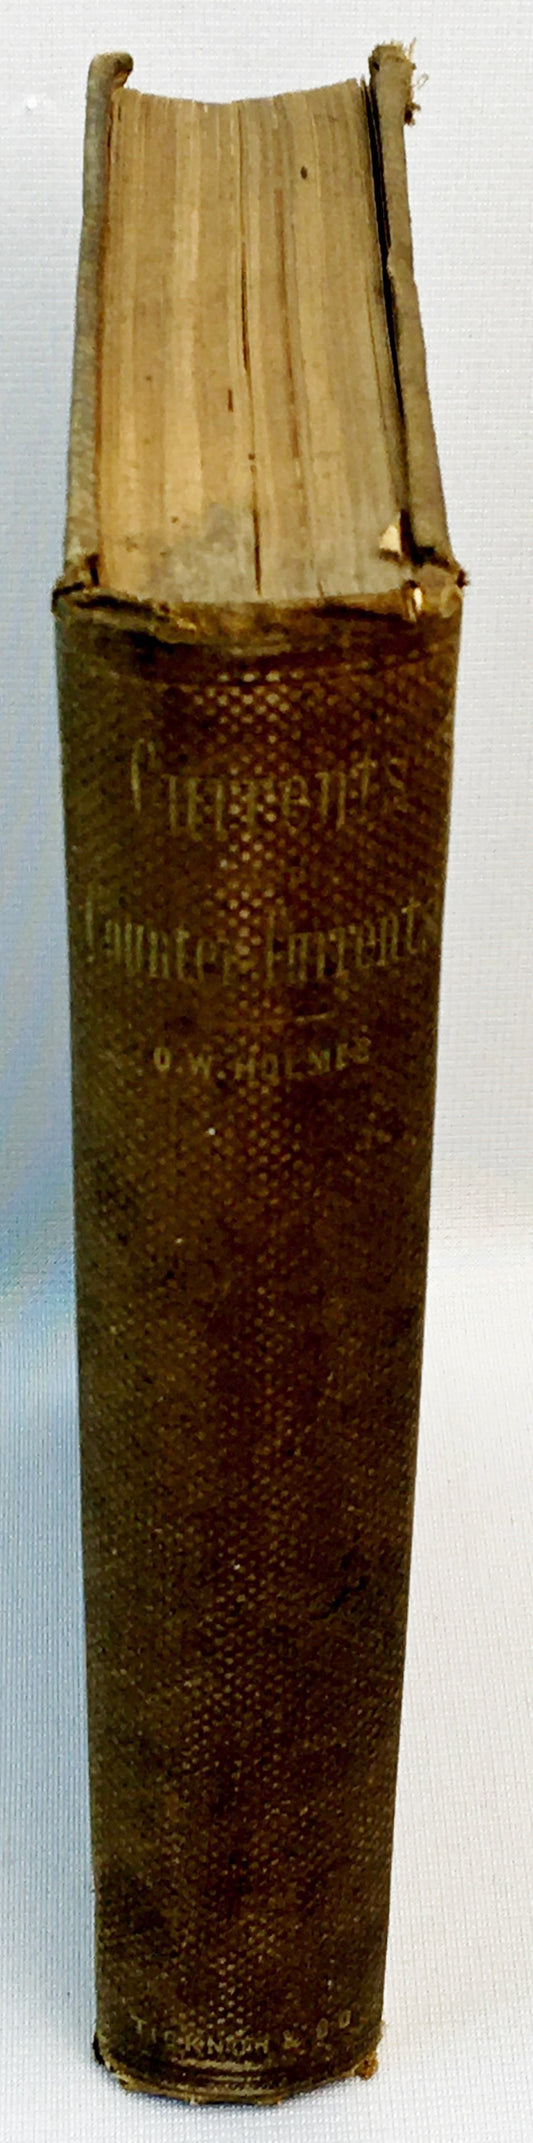 Currents
Counter-Currents
O.W. HOLMES
TICKNOR & CO